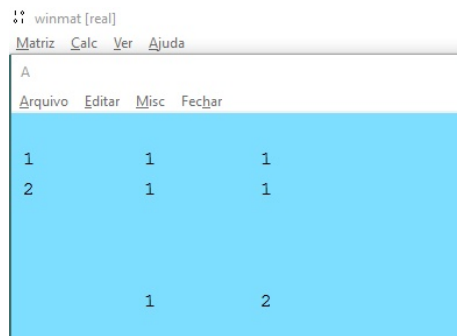 winmat [real]
Matriz Calc Ver Ajuda
A
Arquivo Editar Misc Fechar
1 1 1
2 1 1
1 2